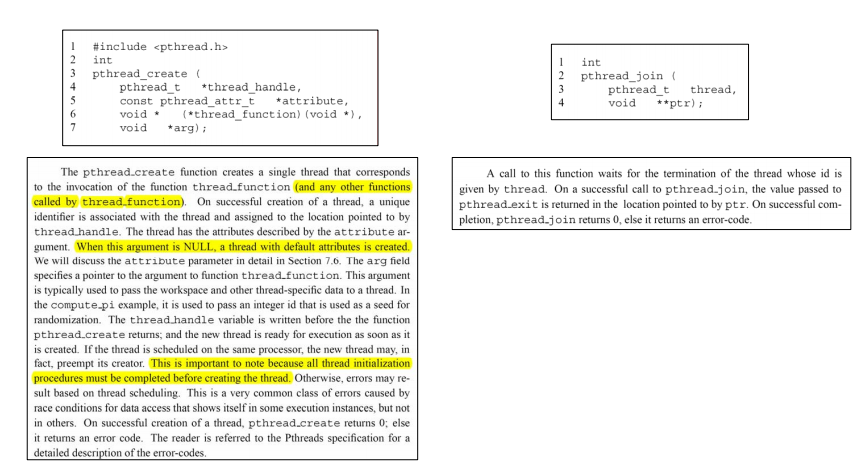 1 #include <pthread.h>
2 int
3 pthread_create (
4 pthread_t *thread_handle,
5 const pthread_attr_t *attribute,
6 void * (*thread_function)(void *),
7 void *arg);
The pthread_create function creates a single thread that corresponds
to the invocation of the function thread_function (and any other functions
called by thread_function). On successful creation of a thread, a unique
identifier is associated with the thread and assigned to the location pointed to by
thread_handle. The thread has the attributes described by the attribute ar-
gument. When this argument is NULL, a thread with default attributes is created.
We will discuss the attribute parameter in detail in Section 7.6. The arg field
specifies a pointer to the argument to function thread_function. This argument
is typically used to pass the workspace and other thread-specific data to a thread. In
the compute_pi example, it is used to pass an integer id that is used as a seed for
randomization. The thread_handle variable is written before the the function
pthread_create returns; and the new thread is ready for execution as soon as it
is created. If the thread is scheduled on the same processor, the new thread may, in
fact, preempt its creator. This is important to note because all thread initialization
procedures must be completed before creating the thread. Otherwise, errors may re-
sult based on thread scheduling. This is a very common class of errors caused by
race conditions for data access that shows itself in some execution instances, but not
in others. On successful creation of a thread, pthread_create returns 0; else
it returns an error code. The reader is referred to the Pthreads specification for a
detailed description of the error-codes.
1 int
2 pthread_join (
3 pthread_t thread,
4 void **ptr);
A call to this function waits for the termination of the thread whose id is
given by thread. On a successful call to pthread_join, the value passed to
pthread_exit is returned in the location pointed to by ptr. On successful com-
pletion, pthread_join returns 0, else it returns an error-code.